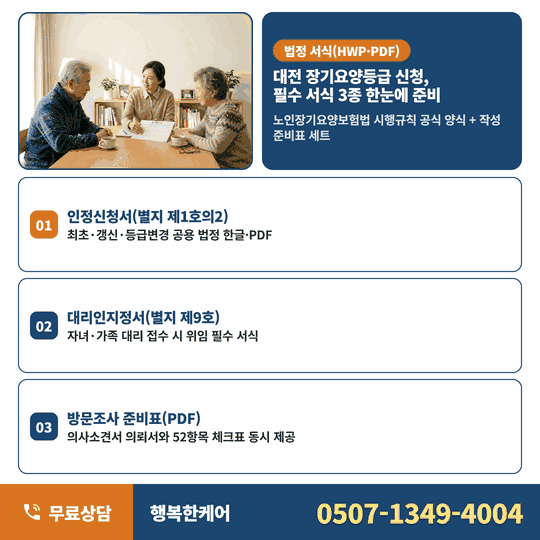 법정 서식(HWP·PDF)
대전 장기요양등급 신청,
필수 서식 3종 한눈에 준비
노인장기요양보험법 시행규칙 공식 양식 + 작성
준비표 세트
01
인정신청서(별지 제1호의2)
최초·갱신·등급변경 공용 법정 한글·PDF
02
대리인지정서(별지 제9호)
자녀·가족 대리 접수 시 위임 필수 서식
03
방문조사 준비표(PDF)
의사소견서 의뢰서와 52항목 체크표 동시 제공
무료상담
행복한케어
0507-1349-4004